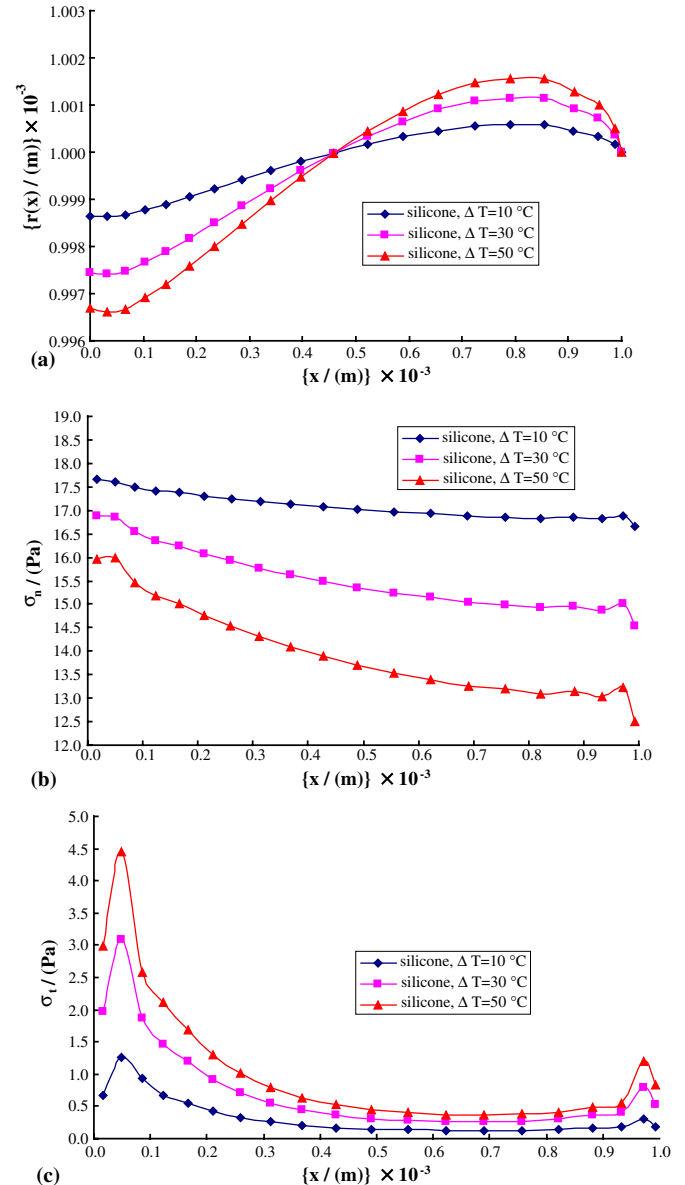 1.003
1.002
1.001
1.000
0.999
0.998
0.997
0.996
{r(x) / (m)} × 10⁻³
silicone, Δ T=10 °C
silicone, Δ T=30 °C
silicone, Δ T=50 °C
0.0 0.1 0.2 0.3 0.4 0.5 0.6 0.7 0.8 0.9 1.0
(a) {x / (m)} × 10⁻³
19.0
18.5
18.0
17.5
17.0
16.5
16.0
15.5
15.0
14.5
14.0
13.5
13.0
12.5
12.0
σₙ / (Pa)
silicone, Δ T=10 °C
silicone, Δ T=30 °C
silicone, Δ T=50 °C
0.0 0.1 0.2 0.3 0.4 0.5 0.6 0.7 0.8 0.9 1.0
(b) {x / (m)} × 10⁻³
5.0
4.5
4.0
3.5
3.0
2.5
2.0
1.5
1.0
0.5
0.0
σₜ / (Pa)
silicone, Δ T=10 °C
silicone, Δ T=30 °C
silicone, Δ T=50 °C
0.0 0.1 0.2 0.3 0.4 0.5 0.6 0.7 0.8 0.9 1.0
(c) {x / (m)} × 10⁻³